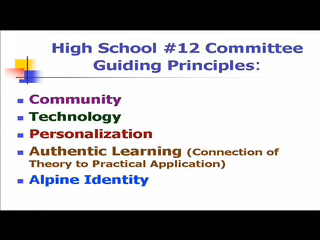 High School #12 Committee
Guiding Principles:
Community
Technology
Personalization
Authentic Learning (Connection of
Theory to Practical Application)
Alpine Identity